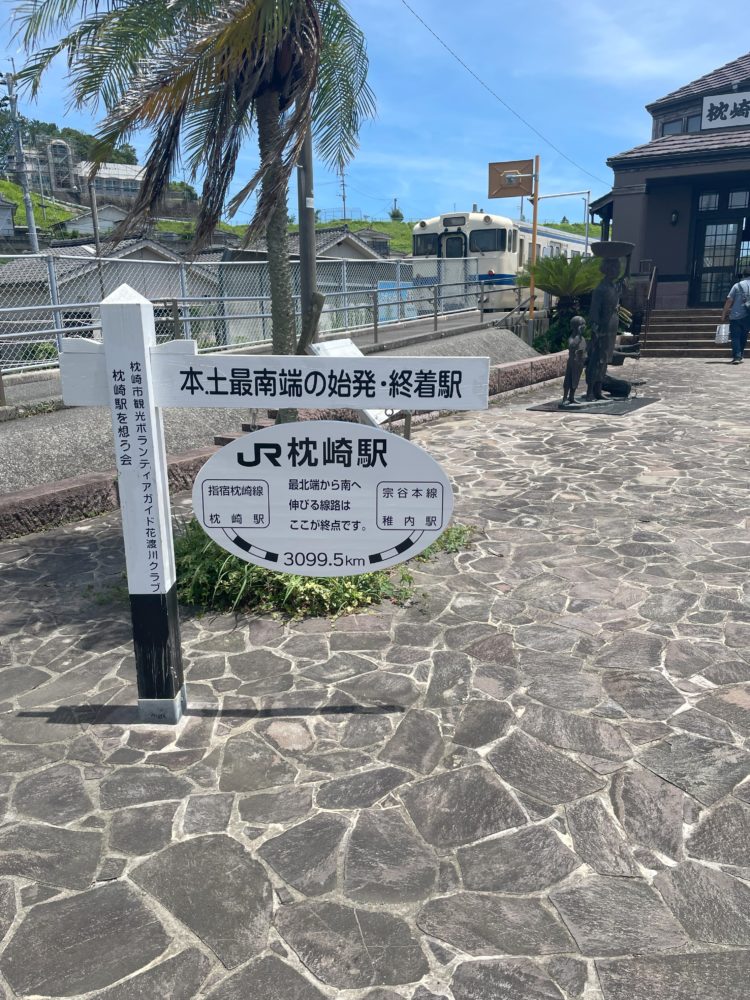 本土最南端の始発・終着駅
JR枕崎駅
指宿枕崎線
枕崎駅
最北端から南へ
伸びる線路は
ここが終点です。
宗谷本線
稚内駅
3099.5km
枕崎市観光ボランティアガイド花渡川クラブ
枕崎駅を想う会
枕崎